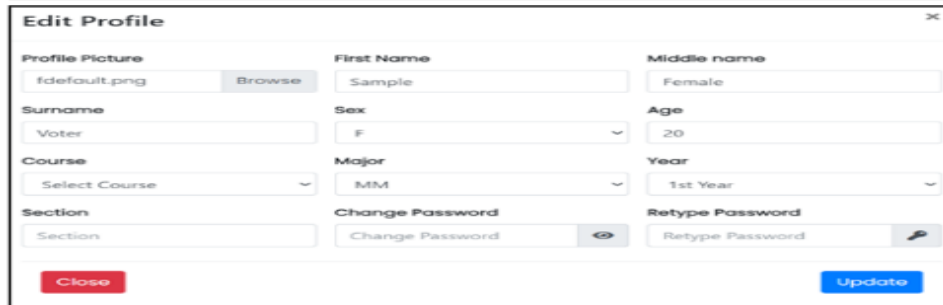 Edit Profile ×
Profile Picture First Name Middle name
fdefault.png Browse Sample Female
Surname Sex Age
Voter F 20
Course Major Year
Select Course MM 1st Year
Section Change Password Retype Password
Section Change Password Retype Password
Close Update